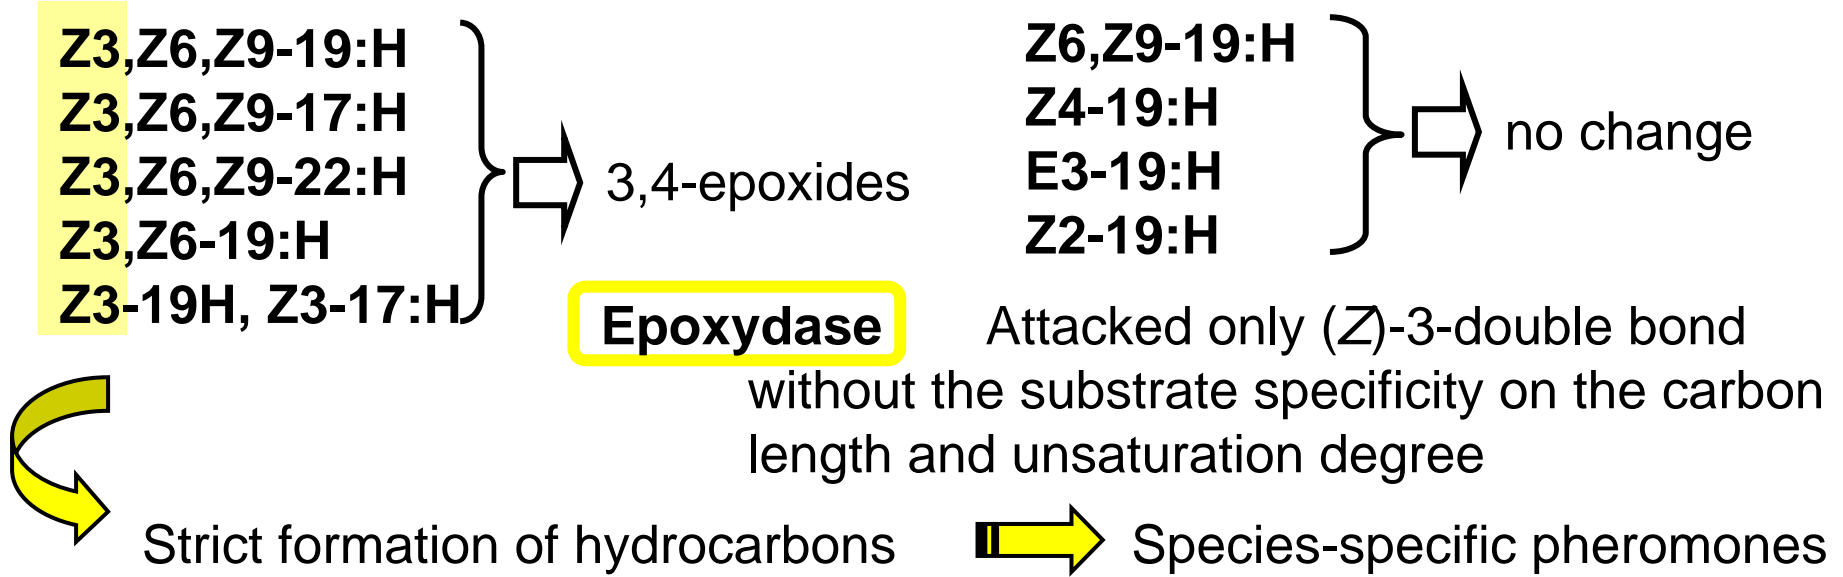 Z3,Z6,Z9-19:H
Z3,Z6,Z9-17:H
Z3,Z6,Z9-22:H
Z3,Z6-19:H
Z3-19H, Z3-17:H
3,4-epoxides
Z6,Z9-19:H
Z4-19:H
E3-19:H
Z2-19:H
no change
Epoxydase Attacked only (Z)-3-double bond
without the substrate specificity on the carbon
length and unsaturation degree
Strict formation of hydrocarbons
Species-specific pheromones